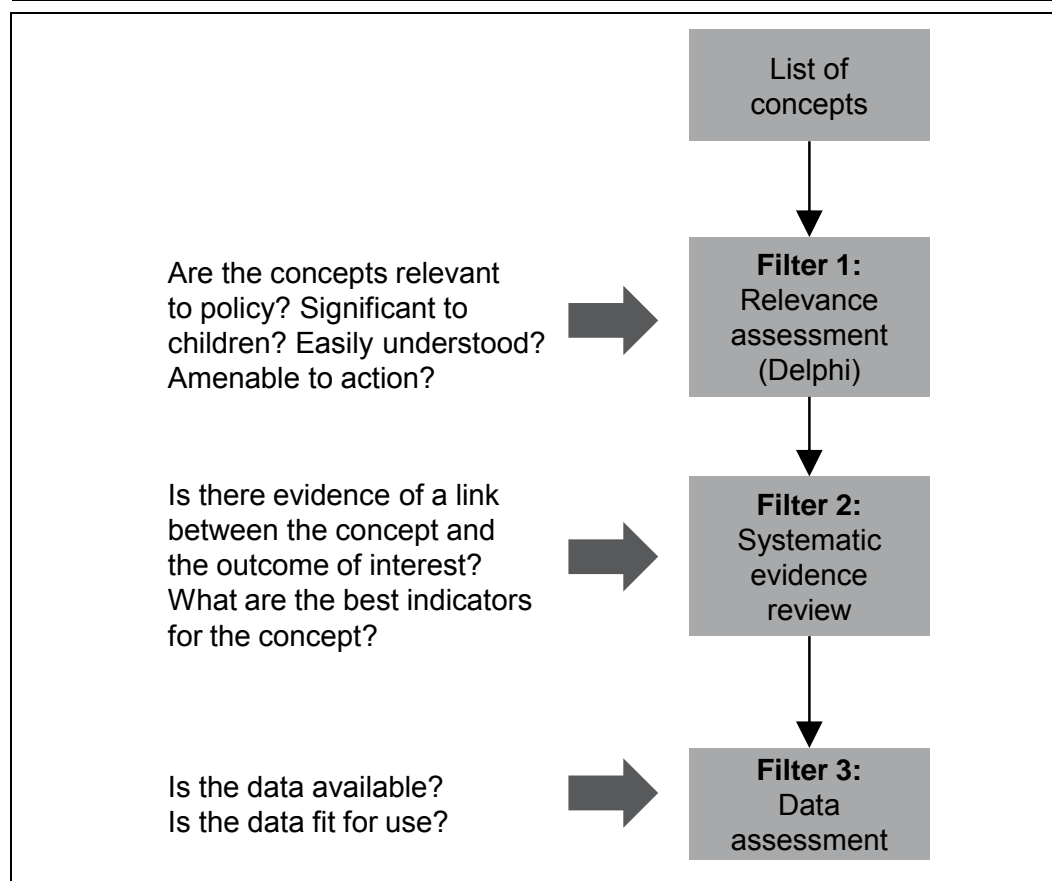 List of
concepts
Are the concepts relevant
to policy? Significant to
children? Easily understood?
Amenable to action?
Filter 1:
Relevance
assessment
(Delphi)
Is there evidence of a link
between the concept and
the outcome of interest?
What are the best indicators
for the concept?
Filter 2:
Systematic
evidence
review
Is the data available?
Is the data fit for use?
Filter 3:
Data
assessment